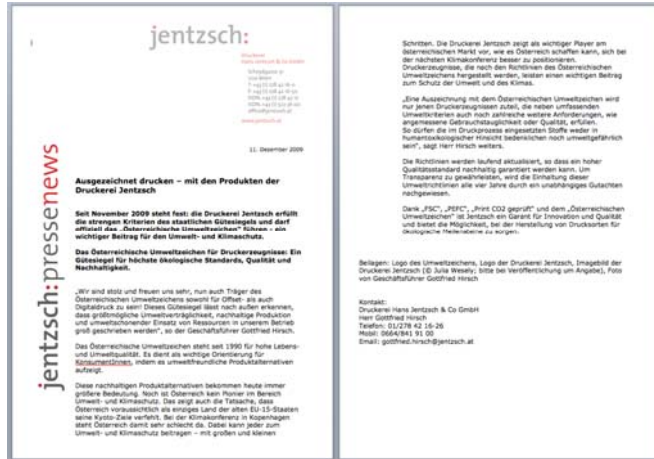 jentzsch:
Druckerei
Hans Jentzsch & Co GmbH
1210 Wien
www.jentzsch.at
11. Dezember 2009
jentzsch:pressenews
Ausgezeichnet drucken – mit den Produkten der
Druckerei Jentzsch
Seit November 2009 steht fest: die Druckerei Jentzsch erfüllt
die strengen Kriterien des staatlichen Gütesiegels und darf
offiziell das „Österreichische Umweltzeichen“ führen – ein
wichtiger Beitrag für den Umwelt- und Klimaschutz.
Das Österreichische Umweltzeichen für Druckerzeugnisse: Ein
Gütesiegel für höchste ökologische Standards, Qualität und
Nachhaltigkeit.
„Wir sind stolz und freuen uns sehr, nun auch Träger des
Österreichischen Umweltzeichens sowohl für Offset- als auch
Digitaldruck zu sein! Dieses Gütesiegel lässt nach außen erkennen,
dass größtmögliche Umweltverträglichkeit, nachhaltige Produktion
und umweltschonender Einsatz von Ressourcen in unserem Betrieb
groß geschrieben werden“, so der Geschäftsführer Gottfried Hirsch.
Das Österreichische Umweltzeichen steht seit 1990 für hohe Lebens-
und Umweltqualität. Es dient als wichtige Orientierung für
KonsumentInnen, indem es umweltfreundliche Produktalternativen
aufzeigt.
Diese nachhaltigen Produktalternativen bekommen heute immer
größere Bedeutung. Noch ist Österreich kein Pionier im Bereich
Umwelt- und Klimaschutz. Das zeigt auch die Tatsache, dass
Österreich voraussichtlich als einziges Land der alten EU-15-Staaten
seine Kyoto-Ziele verfehlt. Bei der Klimakonferenz in Kopenhagen
steht Österreich damit sehr schlecht da. Dabei kann jeder zum
Umwelt- und Klimaschutz beitragen – mit großen und kleinen
Schritten. Die Druckerei Jentzsch zeigt als wichtiger Player am
österreichischen Markt vor, wie es Österreich schaffen kann, sich bei
der nächsten Klimakonferenz besser zu positionieren.
Druckerzeugnisse, die nach den Richtlinien des Österreichischen
Umweltzeichens hergestellt werden, leisten einen wichtigen Beitrag
zum Schutz der Umwelt und des Klimas.
„Eine Auszeichnung mit dem Österreichischen Umweltzeichen wird
nur jenen Druckerzeugnissen zuteil, die neben umfassenden
Umweltkriterien auch noch zahlreiche weitere Anforderungen, wie
angemessene Gebrauchstauglichkeit oder Qualität, erfüllen.
So dürfen die im Druckprozess eingesetzten Stoffe weder in
humantoxikologischer Hinsicht bedenklich noch umweltgefährlich
sein“, sagt Herr Hirsch weiters.
Die Richtlinien werden laufend aktualisiert, so dass ein hoher
Qualitätsstandard nachhaltig garantiert werden kann. Um
Transparenz zu gewährleisten, wird die Einhaltung dieser
Umweltrichtlinien alle vier Jahre durch ein unabhängiges Gutachten
nachgewiesen.
Dank „FSC“, „PEFC“, „Print CO2 geprüft“ und dem „Österreichischen
Umweltzeichen“ ist Jentzsch ein Garant für Innovation und Qualität
und bietet die Möglichkeit, bei der Herstellung von Drucksorten für
ökologische Meilensteine zu sorgen.
Beilagen: Logo des Umweltzeichens, Logo der Druckerei Jentzsch, Imagebild der
Druckerei Jentzsch (© Julia Wesely; bitte bei Veröffentlichung um Angabe), Foto
von Geschäftsführer Gottfried Hirsch
Kontakt:
Druckerei Hans Jentzsch & Co GmbH
Herr Gottfried Hirsch
Telefon: 01/278 42 16-26
Mobil: 0664/841 91 00
Email: gottfried.hirsch@jentzsch.at